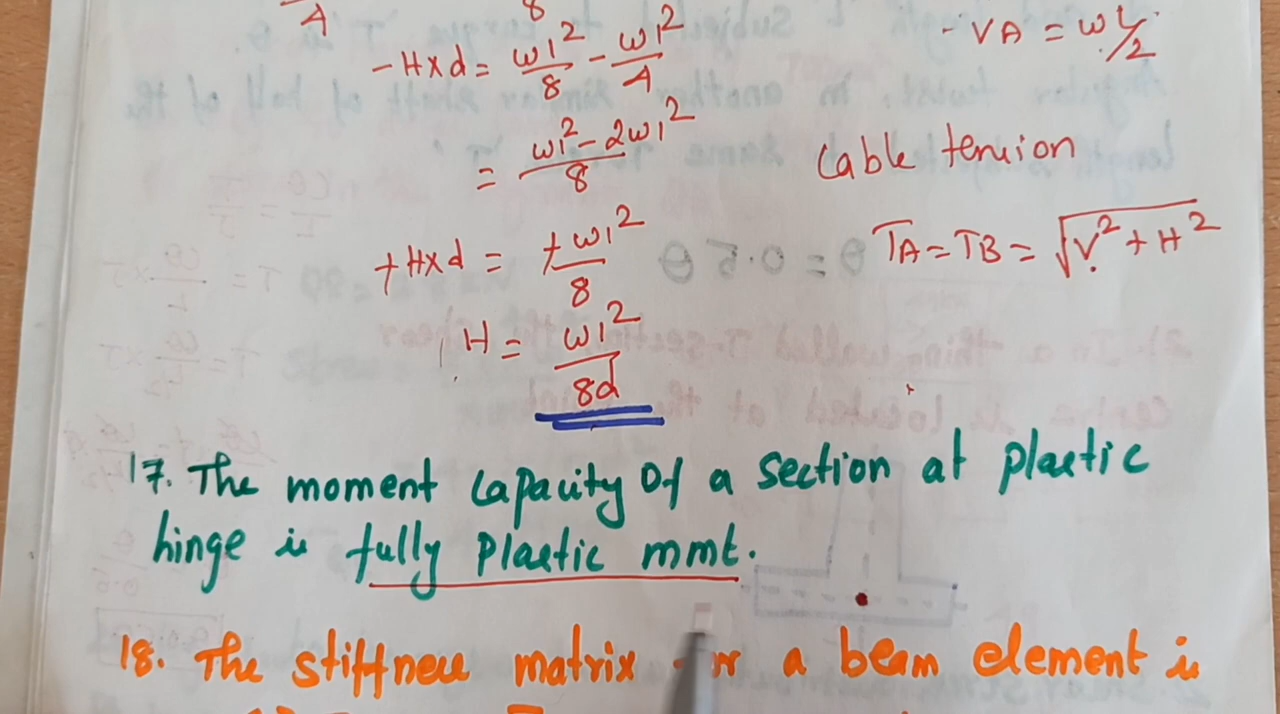 A 8
-H×d = wl²/8 - wl²/4
- VA = wl/2
= wl²-2wl²/8
Cable tension
+H×d = +wl²/8
TA = TB = √V²+H²
H = wl²/8d
17. The moment capacity of a section at plastic
hinge is fully plastic mmt.
18. The stiffness matrix a beam element is